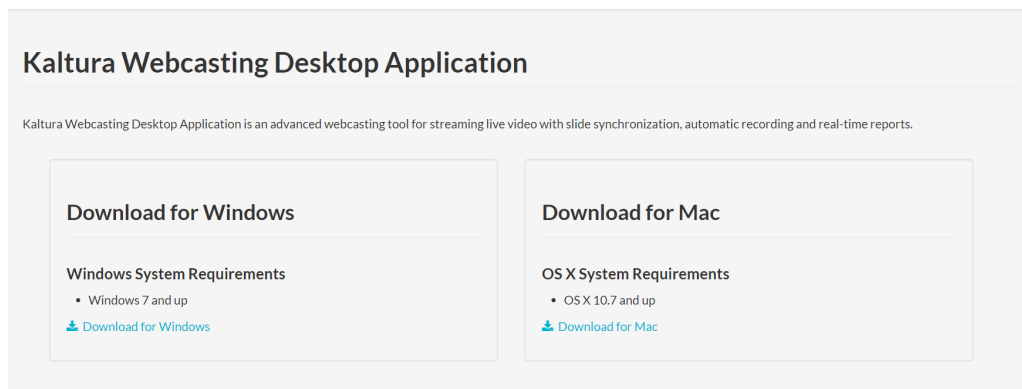 Kaltura Webcasting Desktop Application
Kaltura Webcasting Desktop Application is an advanced webcasting tool for streaming live video with slide synchronization, automatic recording and real-time reports.
Download for Windows
Windows System Requirements
• Windows 7 and up
Download for Windows
Download for Mac
OS X System Requirements
• OS X 10.7 and up
Download for Mac